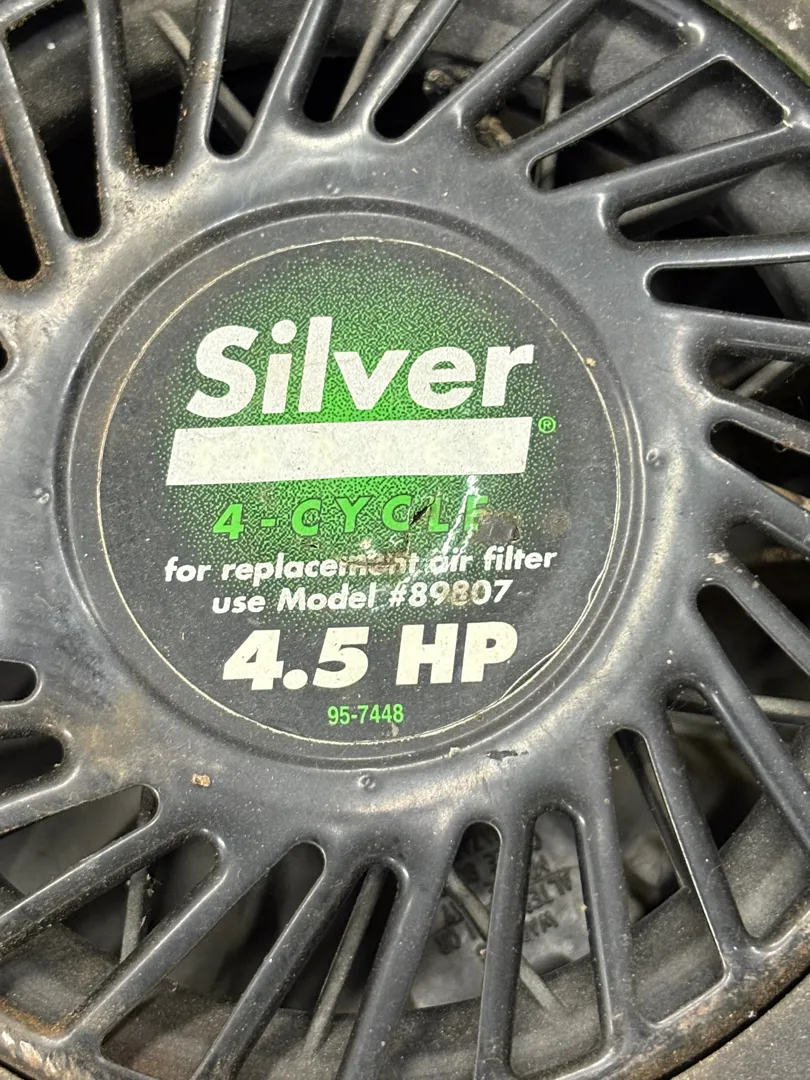 Silver
®
4-CYCLE
for replacement air filter
use Model #89807
4.5 HP
95-7448